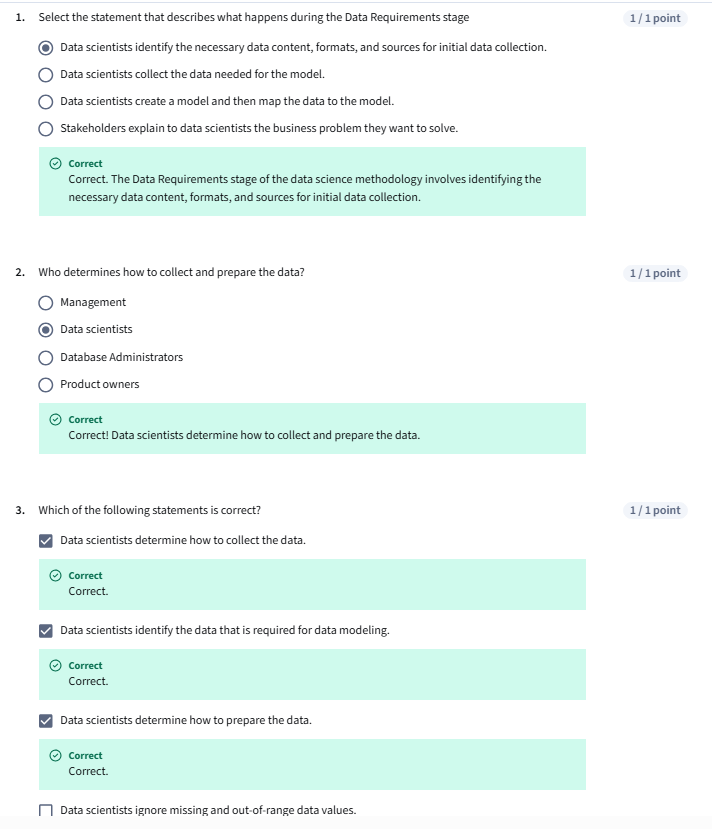 1. Select the statement that describes what happens during the Data Requirements stage 1 / 1 point
Data scientists identify the necessary data content, formats, and sources for initial data collection.
Data scientists collect the data needed for the model.
Data scientists create a model and then map the data to the model.
Stakeholders explain to data scientists the business problem they want to solve.
Correct
Correct. The Data Requirements stage of the data science methodology involves identifying the
necessary data content, formats, and sources for initial data collection.
2. Who determines how to collect and prepare the data? 1 / 1 point
Management
Data scientists
Database Administrators
Product owners
Correct
Correct! Data scientists determine how to collect and prepare the data.
3. Which of the following statements is correct? 1 / 1 point
Data scientists determine how to collect the data.
Correct
Correct.
Data scientists identify the data that is required for data modeling.
Correct
Correct.
Data scientists determine how to prepare the data.
Correct
Correct.
Data scientists ignore missing and out-of-range data values.